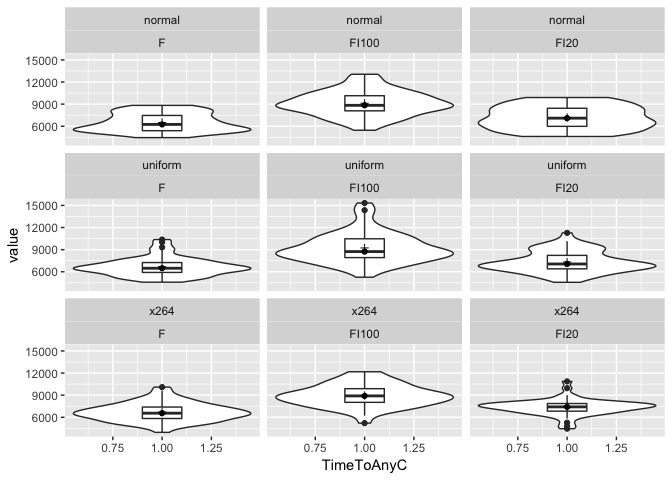 normal normal normal
F FI100 FI20
15000
12000
9000
6000
uniform uniform uniform
F FI100 FI20
15000
12000
9000
6000
value
x264 x264 x264
F FI100 FI20
15000
12000
9000
6000
0.75 1.00 1.25 0.75 1.00 1.25 0.75 1.00 1.25
TimeToAnyC